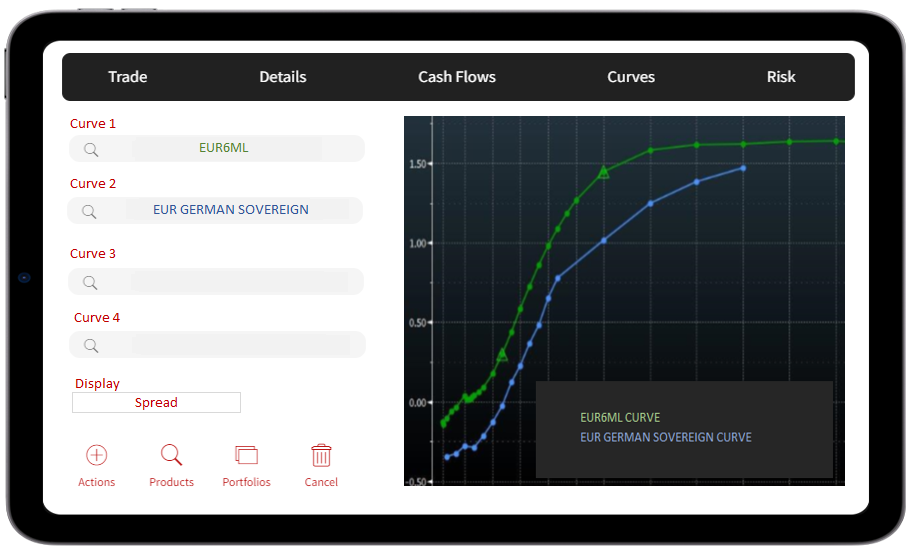 Trade Details Cash Flows Curves Risk
Curve 1
EUR6ML
Curve 2
EUR GERMAN SOVEREIGN
Curve 3
Curve 4
Display
Spread
Actions Products Portfolios Cancel
1.50
1.00
0.50
0.00
-0.50
EUR6ML CURVE
EUR GERMAN SOVEREIGN CURVE